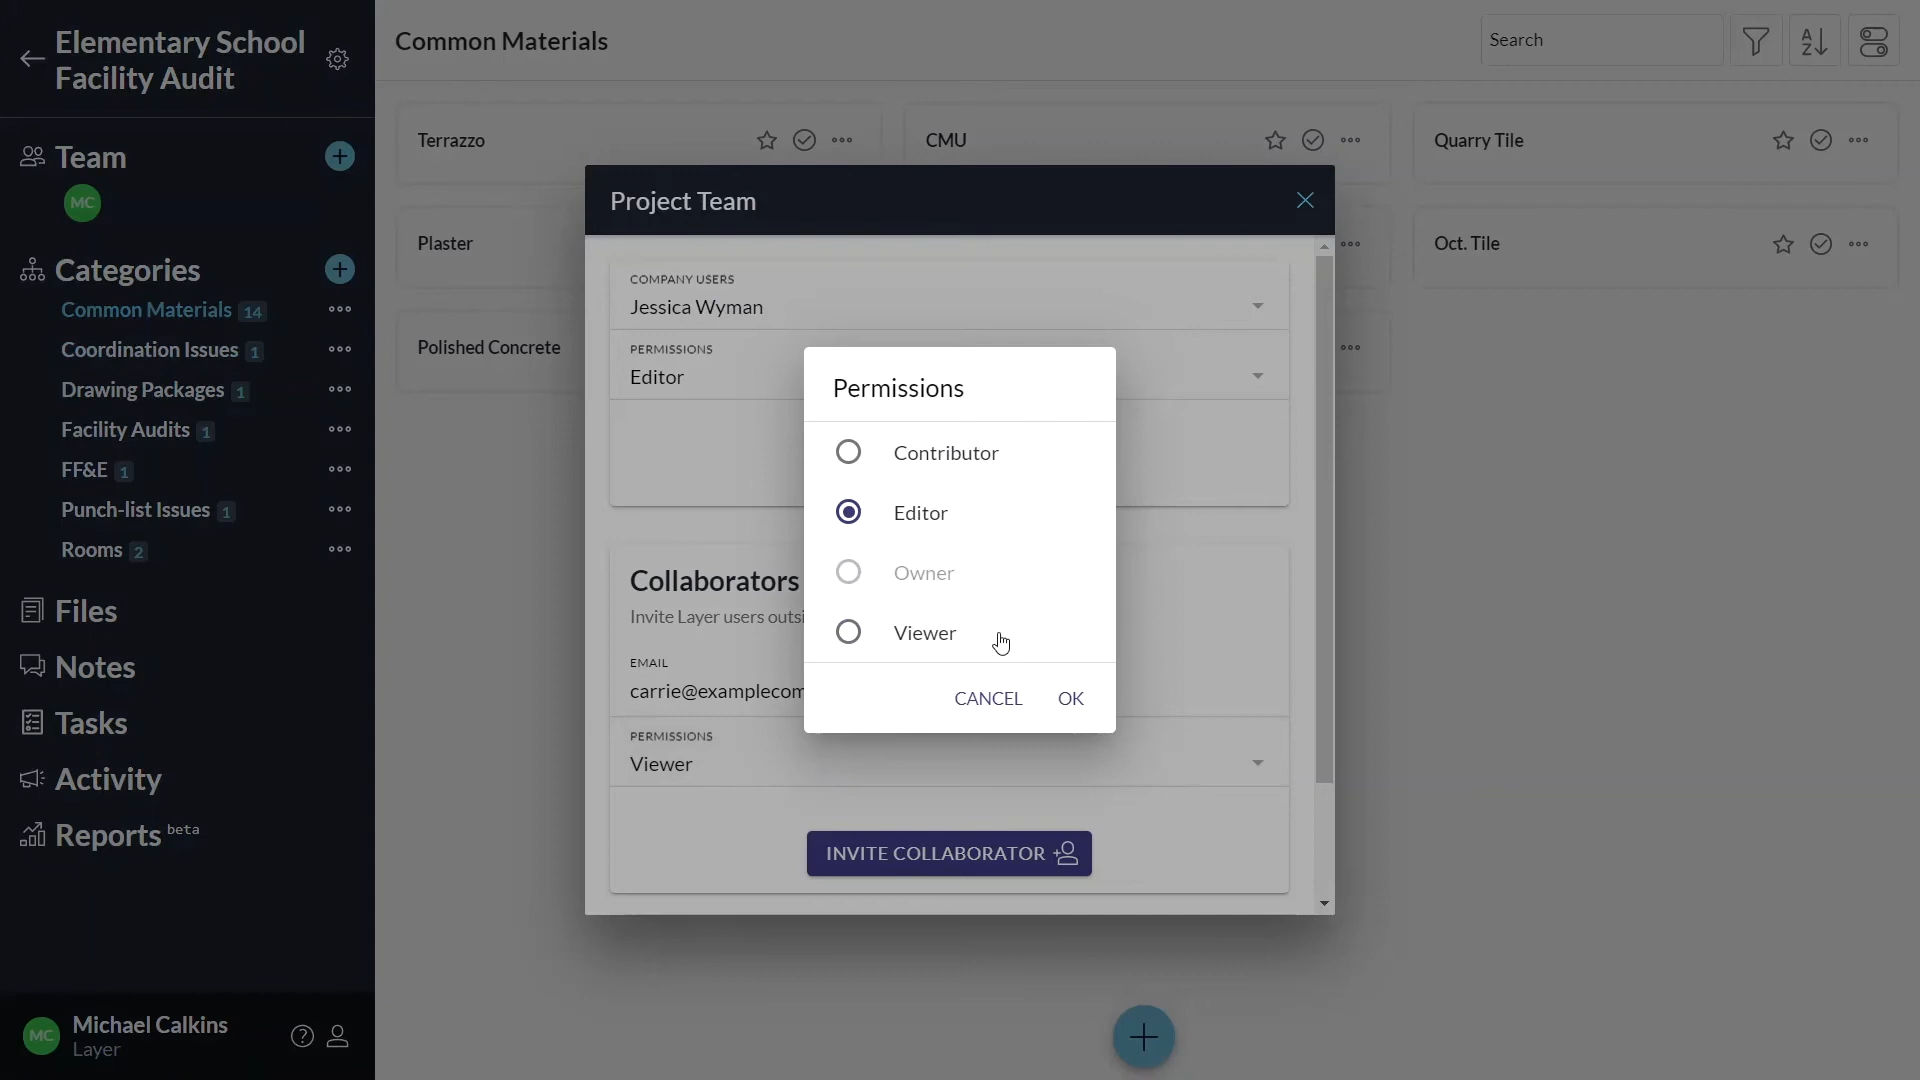 Elementary School
Facility Audit
Team
MC
Categories
Common Materials 14
Coordination Issues 1
Drawing Packages 1
Facility Audits 1
FF&E 1
Punch-list Issues 1
Rooms 2
Files
Notes
Tasks
Activity
Reports beta
MC
Michael Calkins
Layer
Common Materials
Search
Terrazzo
CMU
Quarry Tile
Plaster
Oct. Tile
Polished Concrete
Project Team
COMPANY USERS
Jessica Wyman
PERMISSIONS
Editor
Collaborators
Invite Layer users outsi
EMAIL
carrie@examplecom
PERMISSIONS
Viewer
INVITE COLLABORATOR
Permissions
Contributor
Editor
Owner
Viewer
CANCEL OK